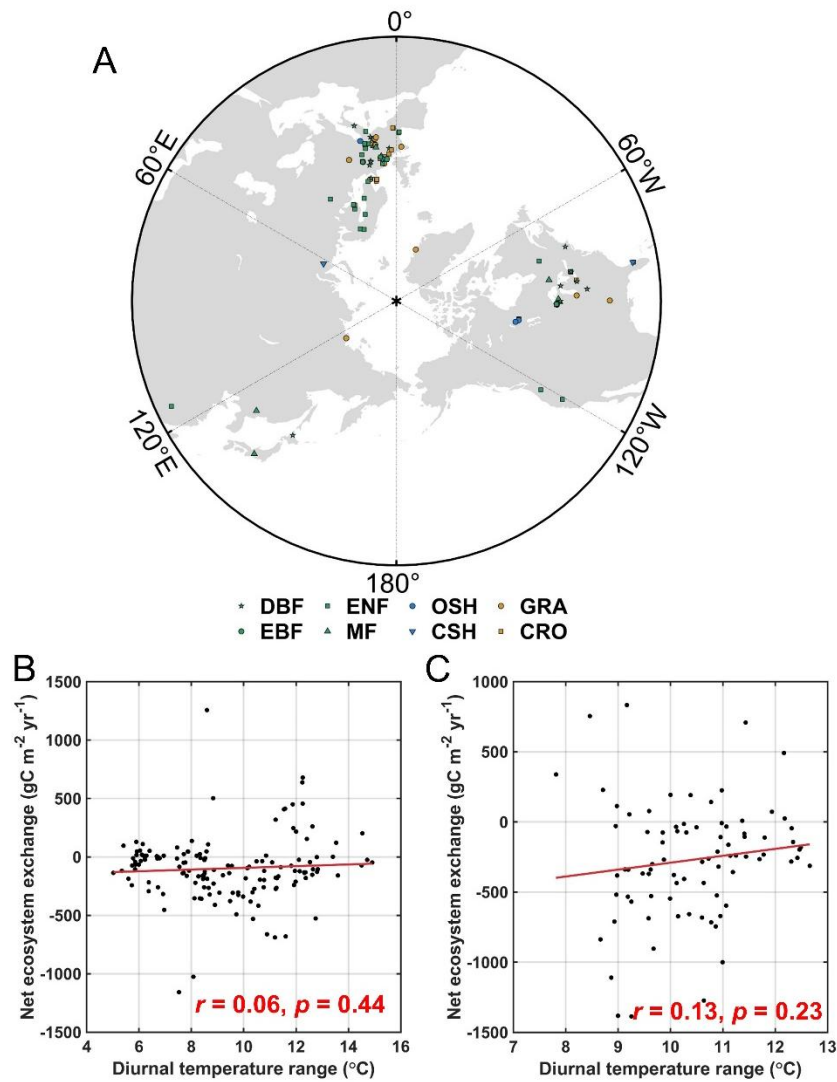 0°
A
60°E
60°W
120°E
120°W
180°
DBF ENF OSH GRA
EBF MF CSH CRO
B
Net ecosystem exchange (gC m⁻² yr⁻¹)
1500
1000
500
0
-500
-1000
-1500
r = 0.06, p = 0.44
4 6 8 10 12 14 16
Diurnal temperature range (°C)
C
Net ecosystem exchange (gC m⁻² yr⁻¹)
1000
500
0
-500
-1000
-1500
r = 0.13, p = 0.23
7 8 9 10 11 12 13
Diurnal temperature range (°C)